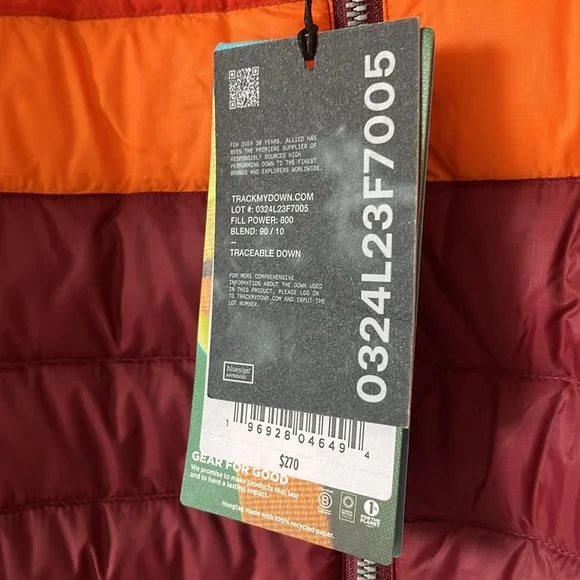 FOR OVER 30 YEARS, ALLIED HAS
BEEN THE PREMIERE SUPPLIER OF
RESPONSIBLY SOURCED HIGH
PERFORMING DOWN TO THE FINEST
BRANDS AND EXPLORERS WORLDWIDE.
TRACKMYDOWN.COM
LOT #: 0324L23F7005
FILL POWER: 800
BLEND: 90 / 10
—
TRACEABLE DOWN
FOR MORE COMPREHENSIVE
INFORMATION ABOUT THE DOWN USED
IN THIS PRODUCT, PLEASE LOG ON
TO TRACKMYDOWN.COM AND INPUT THE
LOT NUMBER.
bluesign
APPROVED
0324L23F7005
1 96928 04649 4
$270
GEAR FOR GOOD
We promise to make products that last
and to have a lasting impact.
Hangtag made with 100% recycled paper.
B
1%
FOR THE
PLANET